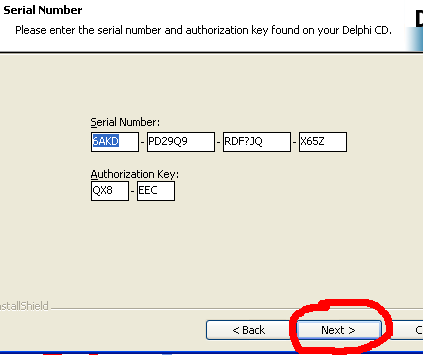 Serial Number
Please enter the serial number and authorization key found on your Delphi CD.
D
Serial Number:
6AKD - PD29Q9 - RDF?JQ - X65Z
Authorization Key:
QX8 - EEC
nstallShield
< Back Next > C